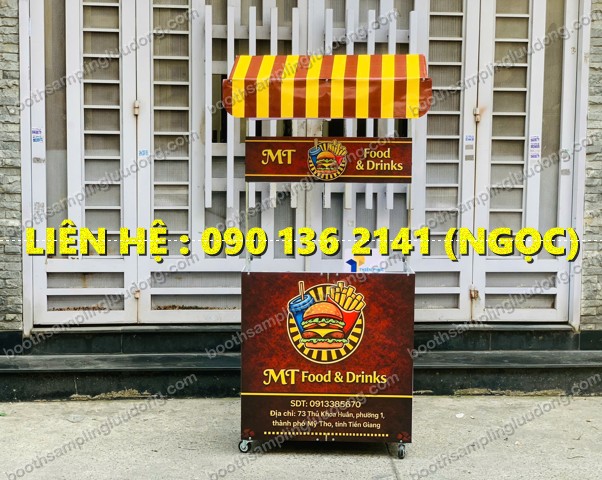 MT Food
& Drinks
LIÊN HỆ : 090 136 2141 (NGỌC)
MT Food & Drinks
SĐT: 0913385670
Địa chỉ: 73 Thủ Khoa Huân, phường 1,
thành phố Mỹ Tho, tỉnh Tiền Giang
boothsamplingluudong.com